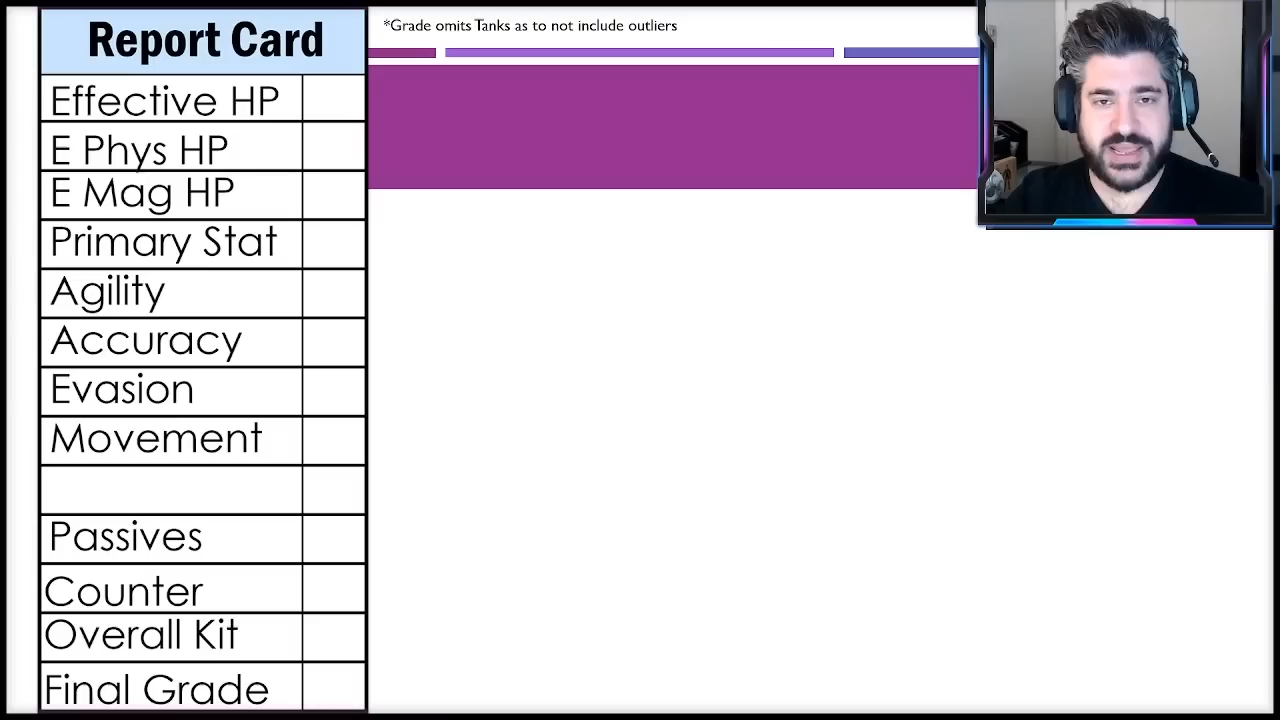 Report Card
*Grade omits Tanks as to not include outliers
Effective HP
E Phys HP
E Mag HP
Primary Stat
Agility
Accuracy
Evasion
Movement
Passives
Counter
Overall Kit
Final Grade